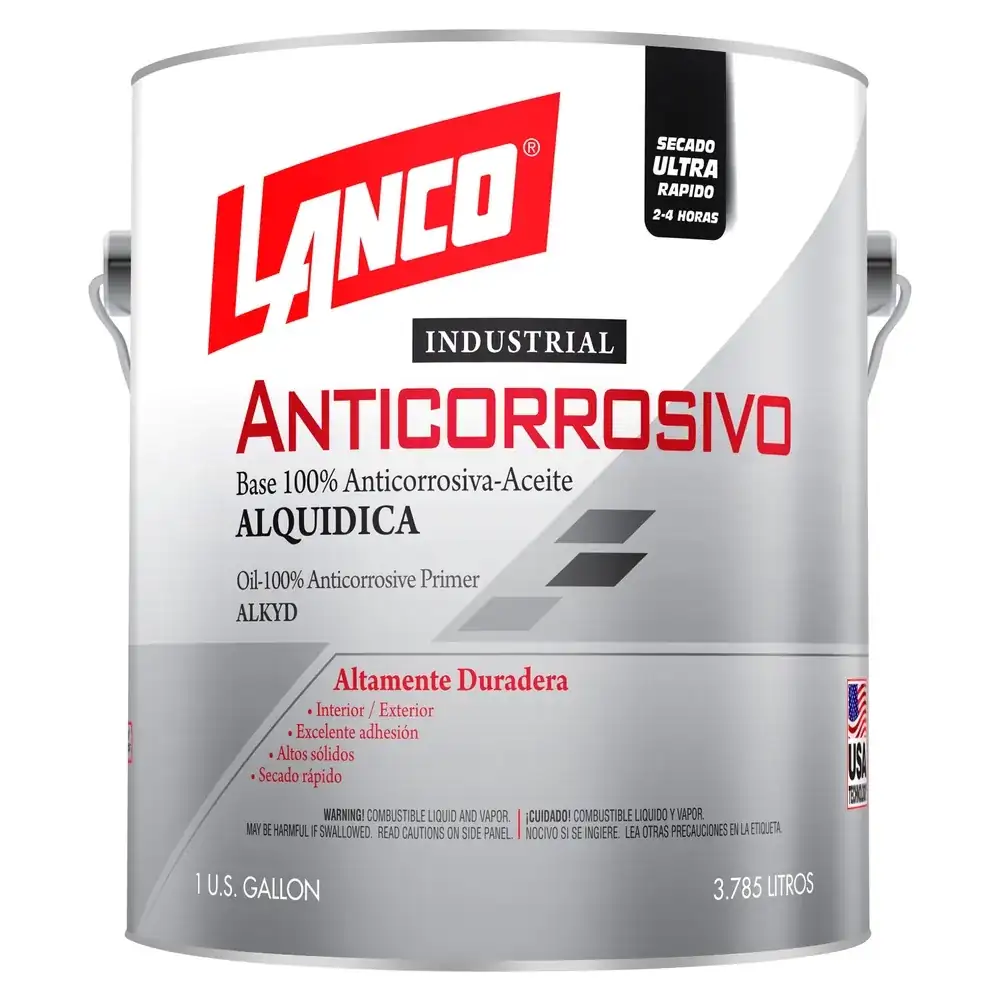 LANCO®
SECADO
ULTRA
RAPIDO
2-4 HORAS
INDUSTRIAL
ANTICORROSIVO
Base 100% Anticorrosiva-Aceite
ALQUIDICA
Oil-100% Anticorrosive Primer
ALKYD
Altamente Duradera
• Interior / Exterior
• Excelente adhesión
• Altos sólidos
• Secado rápido
WARNING! COMBUSTIBLE LIQUID AND VAPOR.
MAY BE HARMFUL IF SWALLOWED. READ CAUTIONS ON SIDE PANEL.
¡CUIDADO! COMBUSTIBLE LIQUIDO Y VAPOR.
NOCIVO SI SE INGIERE. LEA OTRAS PRECAUCIONES EN LA ETIQUETA.
USA
TECHNOLOGY
1 U.S. GALLON
3.785 LITROS